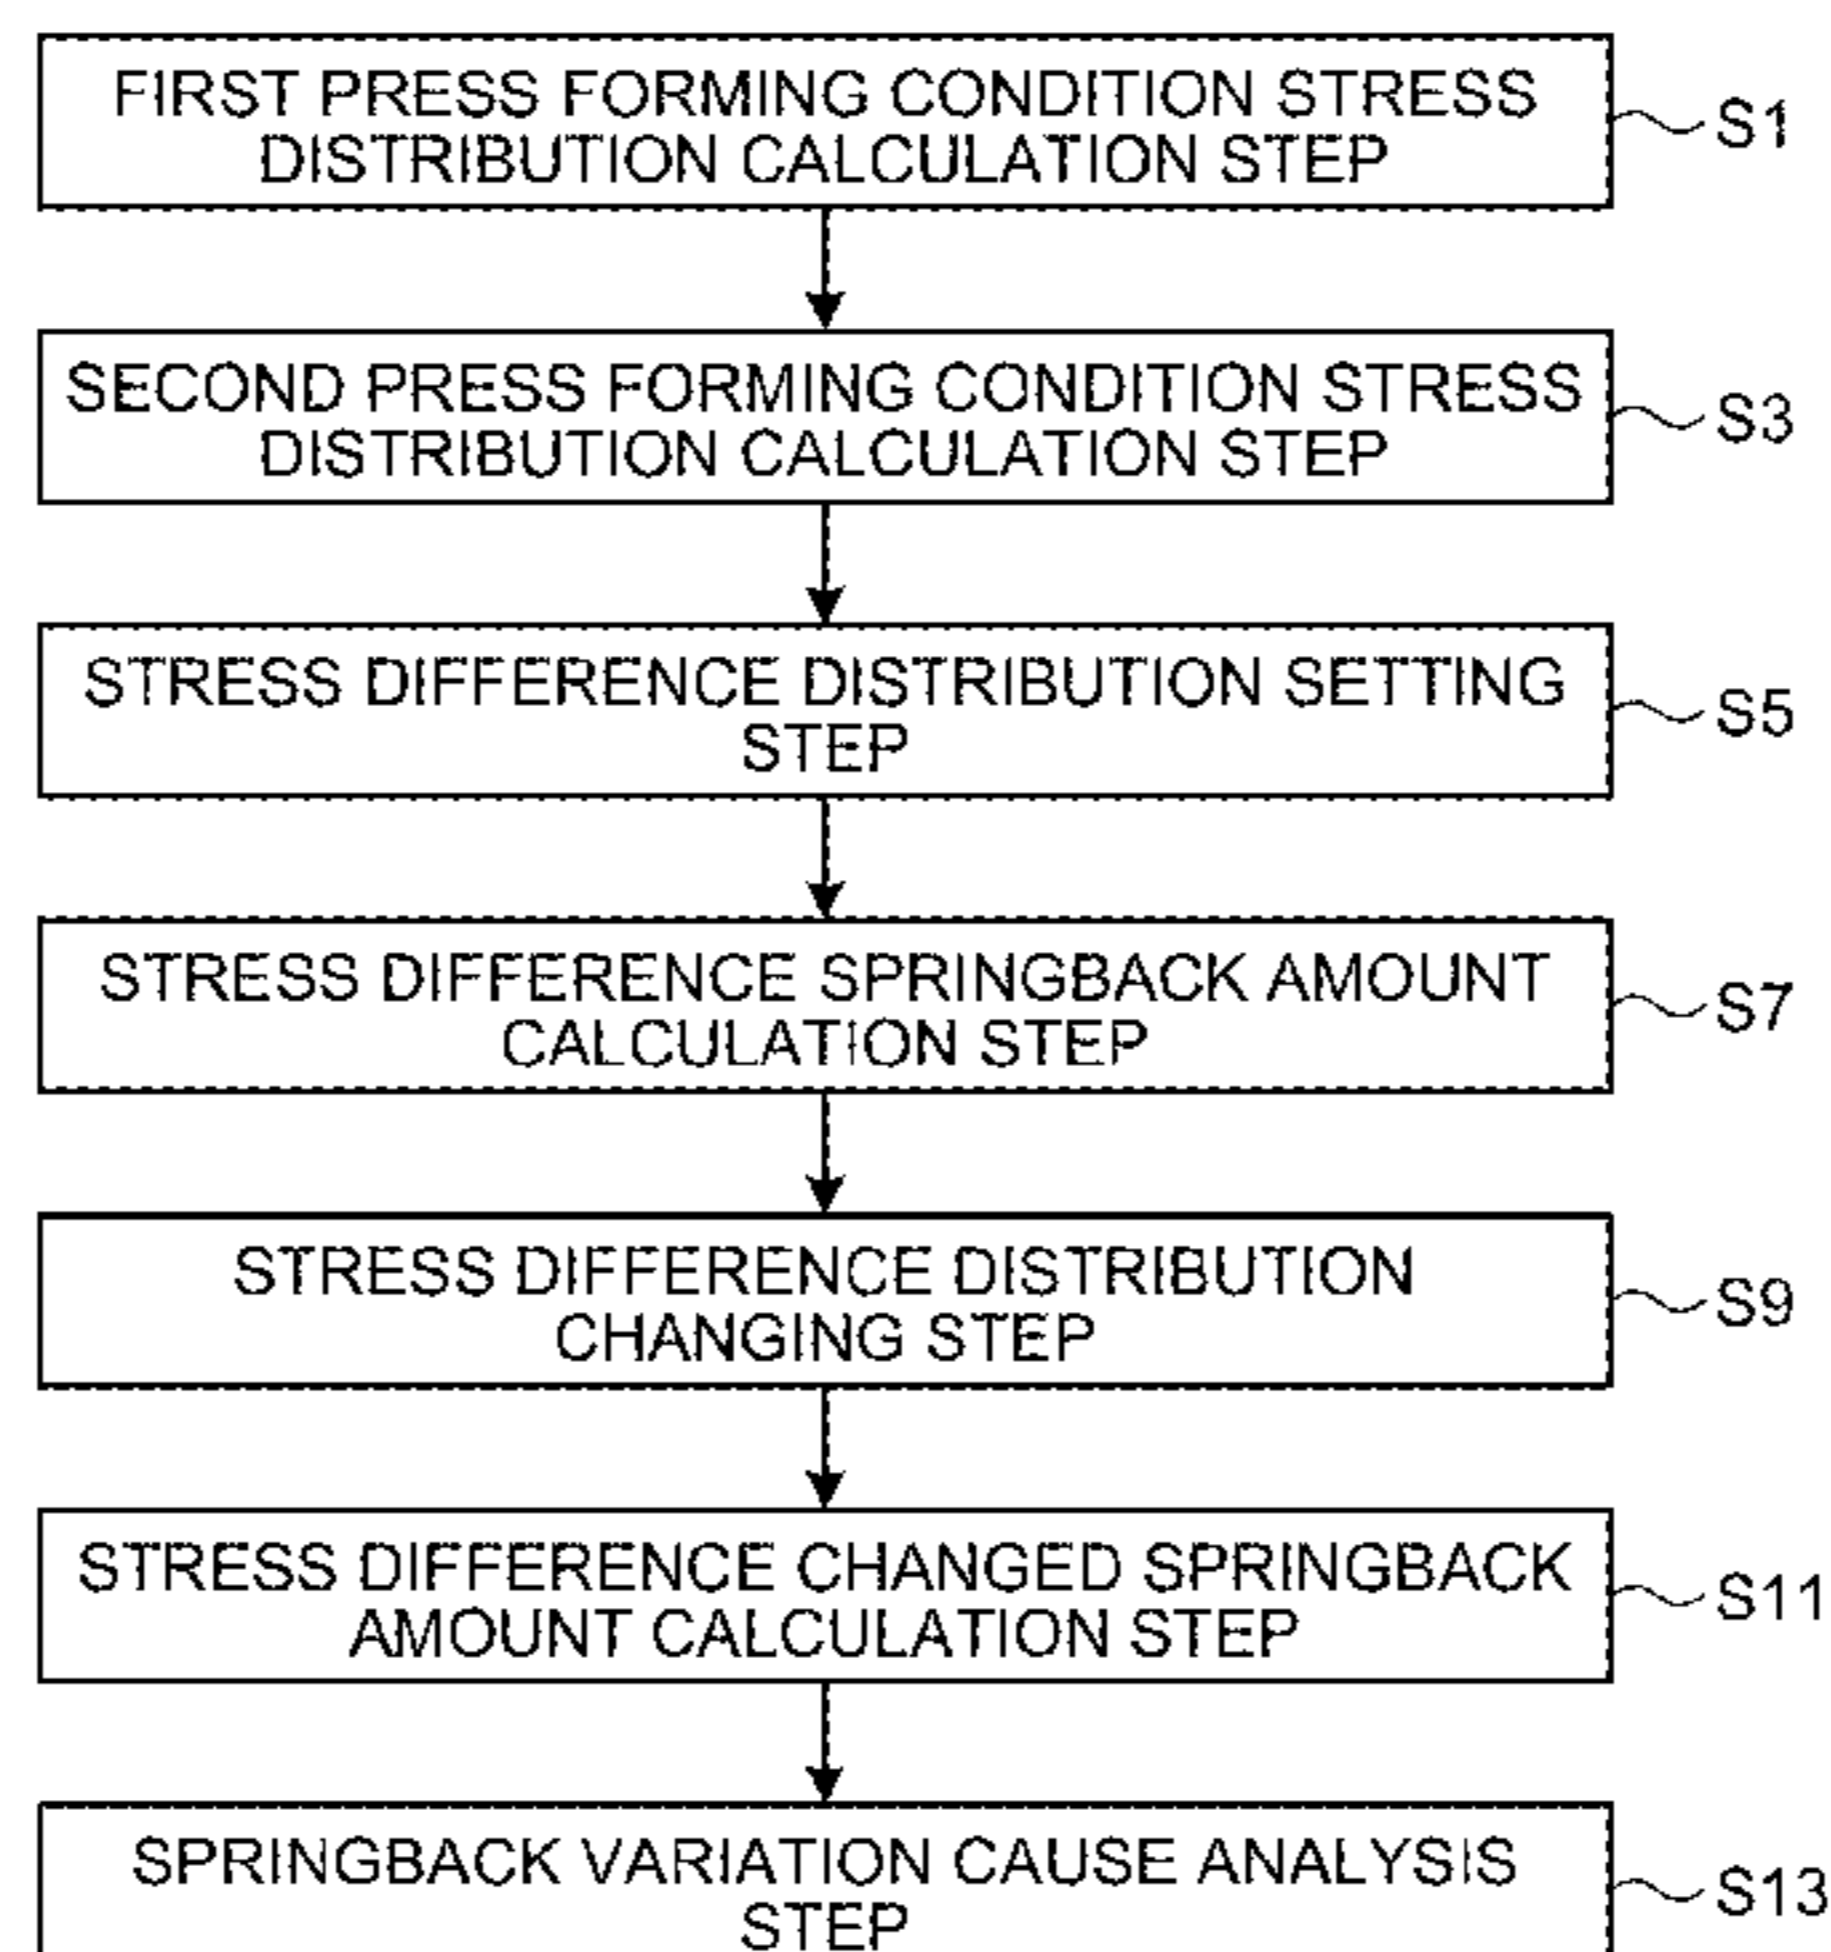 FIRST PRESS FORMING CONDITION STRESS
DISTRIBUTION CALCULATION STEP
S1
SECOND PRESS FORMING CONDITION STRESS
DISTRIBUTION CALCULATION STEP
S3
STRESS DIFFERENCE DISTRIBUTION SETTING
STEP
S5
STRESS DIFFERENCE SPRINGBACK AMOUNT
CALCULATION STEP
S7
STRESS DIFFERENCE DISTRIBUTION
CHANGING STEP
S9
STRESS DIFFERENCE CHANGED SPRINGBACK
AMOUNT CALCULATION STEP
S11
SPRINGBACK VARIATION CAUSE ANALYSIS
STEP
S13